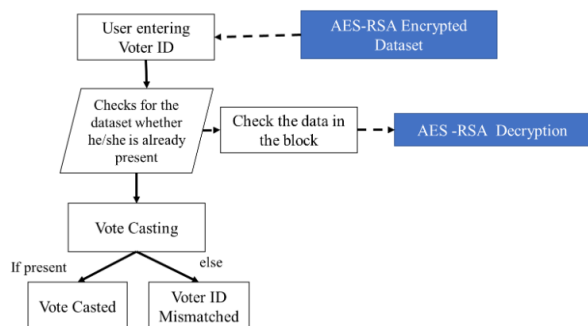 User entering
Voter ID
AES-RSA Encrypted
Dataset
Checks for the
dataset whether
he/she is already
present
Check the data in
the block
AES -RSA Decryption
Vote Casting
If present
else
Vote Casted
Voter ID
Mismatched